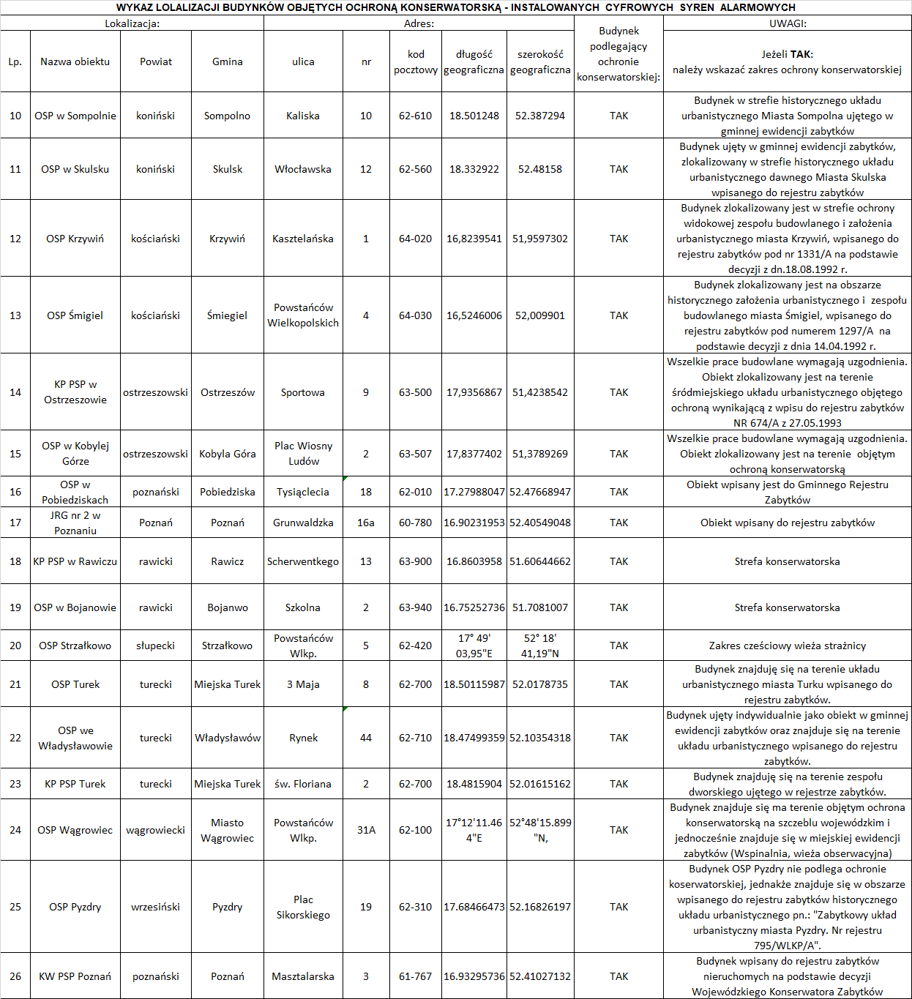 WYKAZ LOLALIZACJI BUDYNKÓW OBJĘTYCH OCHRONĄ KONSERWATORSKĄ - INSTALOWANYCH CYFROWYCH SYREN ALARMOWYCH
Lokalizacja: Adres: Budynek podlegający ochronie konserwatorskiej: UWAGI:
Lp. Nazwa obiektu Powiat Gmina ulica nr kod pocztowy długość geograficzna szerokość geograficzna Jeżeli TAK:
należy wskazać zakres ochrony konserwatorskiej
10 OSP w Sompolnie koniński Sompolno Kaliska 10 62-610 18.501248 52.387294 TAK Budynek w strefie historycznego układu
urbanistycznego Miasta Sompolna ujętego w
gminnej ewidencji zabytków
11 OSP w Skulsku koniński Skulsk Włocławska 12 62-560 18.332922 52.48158 TAK Budynek ujęty w gminnej ewidencji zabytków,
zlokalizowany w strefie historycznego układu
urbanistycznego dawnego Miasta Skulska
wpisanego do rejestru zabytków
12 OSP Krzywiń kościański Krzywiń Kasztelańska 1 64-020 16,8239541 51,9597302 TAK Budynek zlokalizowany jest w strefie ochrony
widokowej zespołu budowlanego i założenia
urbanistycznego miasta Krzywiń, wpisanego do
rejestru zabytków pod nr 1331/A na podstawie
decyzji z dn.18.08.1992 r.
13 OSP Śmigiel kościański Śmiegiel Powstańców Wielkopolskich 4 64-030 16,5246006 52,009901 TAK Budynek zlokalizowany jest na obszarze
historycznego założenia urbanistycznego i zespołu
budowlanego miasta Śmigiel, wpisanego do
rejestru zabytków pod numerem 1297/A na
podstawie decyzji z dnia 14.04.1992 r.
14 KP PSP w Ostrzeszowie ostrzeszowski Ostrzeszów Sportowa 9 63-500 17,9356867 51,4238542 TAK Wszelkie prace budowlane wymagają uzgodnienia.
Obiekt zlokalizowany jest na terenie
śródmiejskiego układu urbanistycznego objętego
ochroną wynikającą z wpisu do rejestru zabytków
NR 674/A z 27.05.1993
15 OSP w Kobylej Górze ostrzeszowski Kobyla Góra Plac Wiosny Ludów 2 63-507 17,8377402 51,3789269 TAK Wszelkie prace budowlane wymagają uzgodnienia.
Obiekt zlokalizowany jest na terenie objętym
ochroną konserwatorską
16 OSP w Pobiedziskach poznański Pobiedziska Tysiąclecia 18 62-010 17.27988047 52.47668947 TAK Obiekt wpisany jest do Gminnego Rejestru
Zabytków
17 JRG nr 2 w Poznaniu Poznań Poznań Grunwaldzka 16a 60-780 16.90231953 52.40549048 TAK Obiekt wpisany do rejestru zabytków
18 KP PSP w Rawiczu rawicki Rawicz Scherwentkego 13 63-900 16.8603958 51.60644662 TAK Strefa konserwatorska
19 OSP w Bojanowie rawicki Bojanwo Szkolna 2 63-940 16.75252736 51.7081007 TAK Strefa konserwatorska
20 OSP Strzałkowo słupecki Strzałkowo Powstańców Wlkp. 5 62-420 17° 49' 03,95"E 52° 18' 41,19"N TAK Zakres cześciowy wieża strażnicy
21 OSP Turek turecki Miejska Turek 3 Maja 8 62-700 18.50115987 52.0178735 TAK Budynek znajduję się na terenie układu
urbanistycznego miasta Turku wpisanego do
rejestru zabytków.
22 OSP we Władysławowie turecki Władysławów Rynek 44 62-710 18.47499359 52.10354318 TAK Budynek ujęty indywidualnie jako obiekt w gminnej
ewidencji zabytków oraz znajduje się na terenie
układu urbanistycznego wpisanego do rejestru
zabytków.
23 KP PSP Turek turecki Miejska Turek św. Floriana 2 62-700 18.4815904 52.01615162 TAK Budynek znajduję się na terenie zespołu
dworskiego ujętego w rejestrze zabytków.
24 OSP Wągrowiec wągrowiecki Miasto Wągrowiec Powstańców Wlkp. 31A 62-100 17°12'11.464"E 52°48'15.899"N, TAK Budynek znajduje się ma terenie objętym ochrona
konserwatorską na szczeblu wojewódzkim i
jednocześnie znajduje się w miejskiej ewidencji
zabytków (Wspinalnia, wieża obserwacyjna)
25 OSP Pyzdry wrzesiński Pyzdry Plac Sikorskiego 19 62-310 17.68466473 52.16826197 TAK Budynek OSP Pyzdry nie podlega ochronie
koserwatorskiej, jednakże znajduje się w obszarze
wpisanego do rejestru zabytków historycznego
układu urbanistycznego pn.: "Zabytkowy układ
urbanistyczny miasta Pyzdry. Nr rejestru
795/WLKP/A".
26 KW PSP Poznań poznański Poznań Masztalarska 3 61-767 16.93295736 52.41027132 TAK Budynek wpisany do rejestru zabytków
nieruchomych na podstawie decyzji
Wojewódzkiego Konserwatora Zabytków